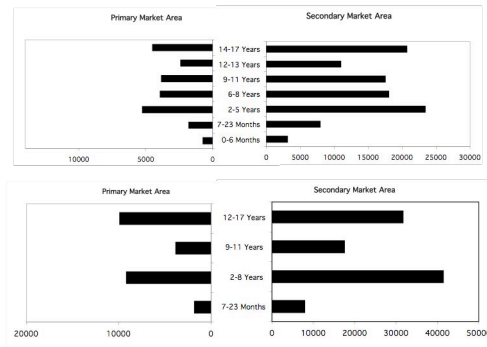 Primary Market Area Secondary Market Area
14-17 Years
12-13 Years
9-11 Years
6-8 Years
2-5 Years
7-23 Months
0-6 Months
10000 5000 0 0 5000 10000 15000 20000 25000 30000
Primary Market Area Secondary Market Area
12-17 Years
9-11 Years
2-8 Years
7-23 Months
20000 10000 0 0 10000 20000 30000 40000 50000